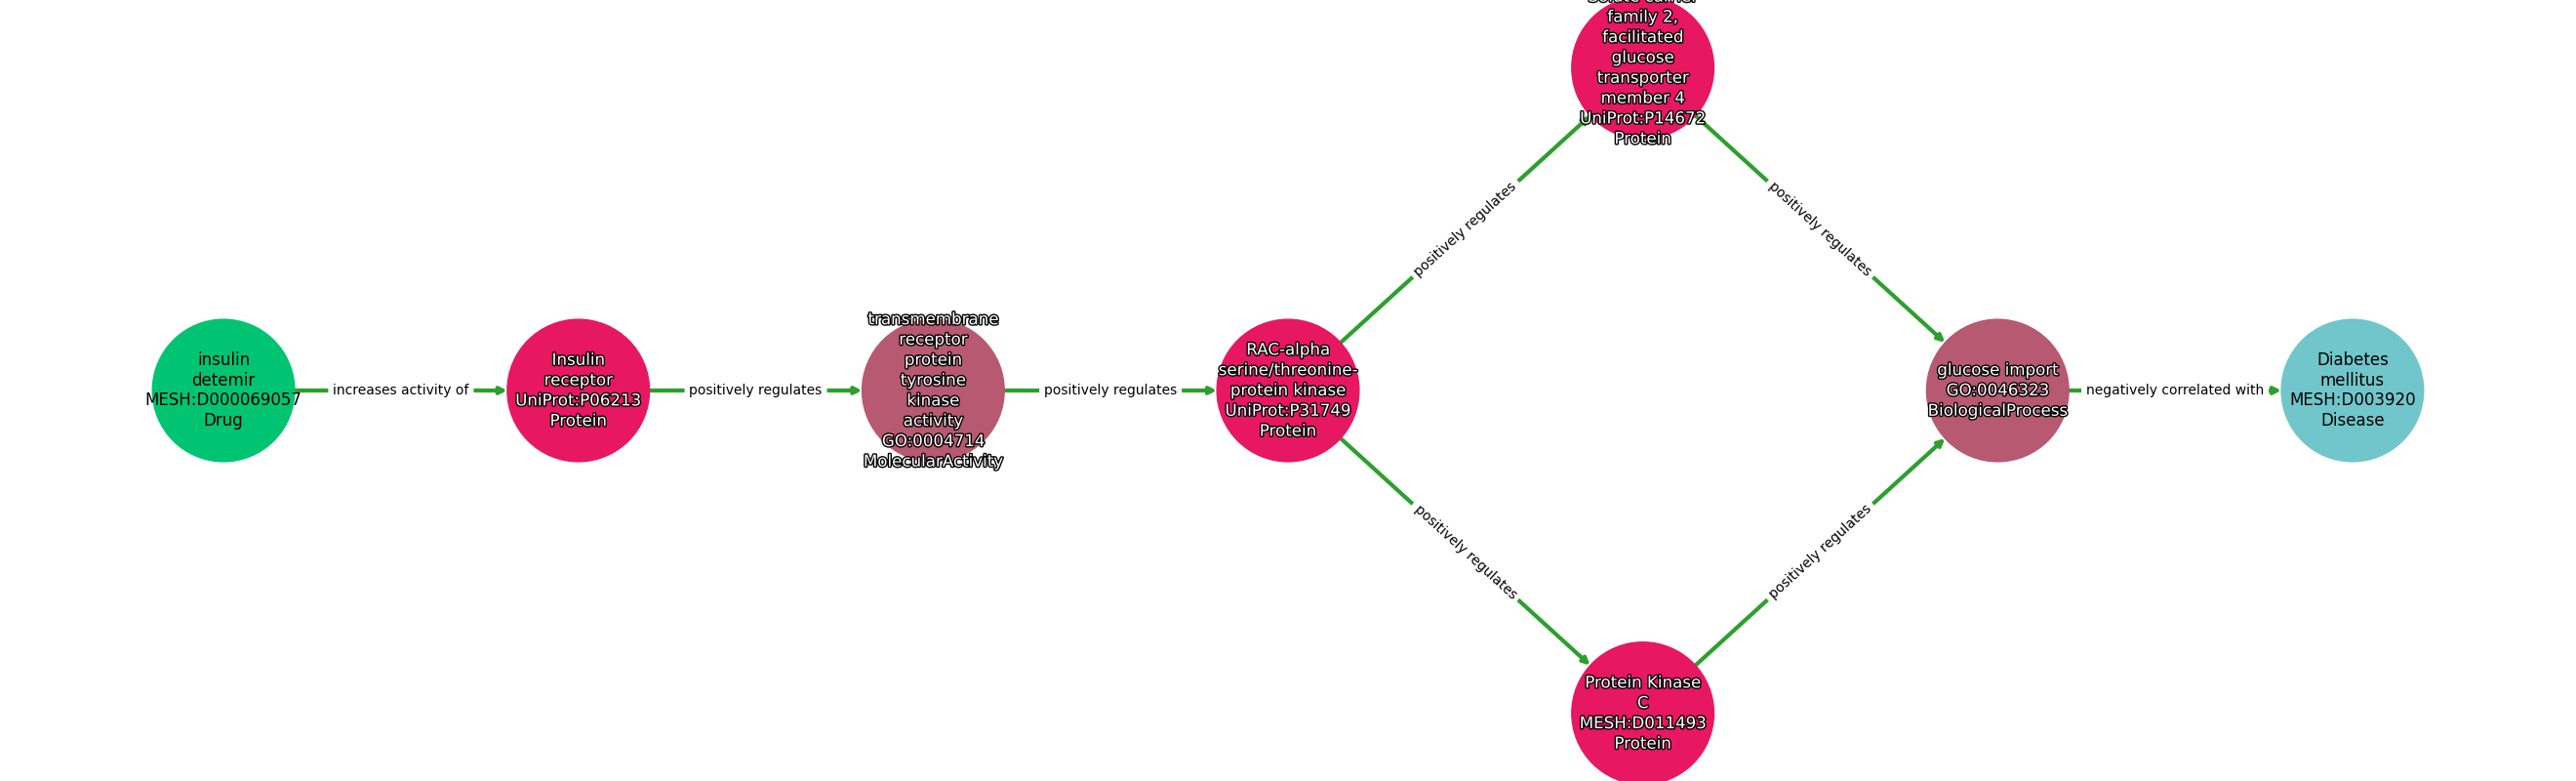 insulin
detemir
MESH:D000069057
Drug
increases activity of
Insulin
receptor
UniProt:P06213
Protein
positively regulates
transmembrane
receptor
protein
tyrosine
kinase
activity
GO:0004714
MolecularActivity
positively regulates
RAC-alpha
serine/threonine-
protein kinase
UniProt:P31749
Protein
positively regulates
positively regulates
family 2,
facilitated
glucose
transporter
member 4
UniProt:P14672
Protein
positively regulates
Protein Kinase
C
MESH:D011493
Protein
positively regulates
glucose import
GO:0046323
BiologicalProcess
negatively correlated with
Diabetes
mellitus
MESH:D003920
Disease